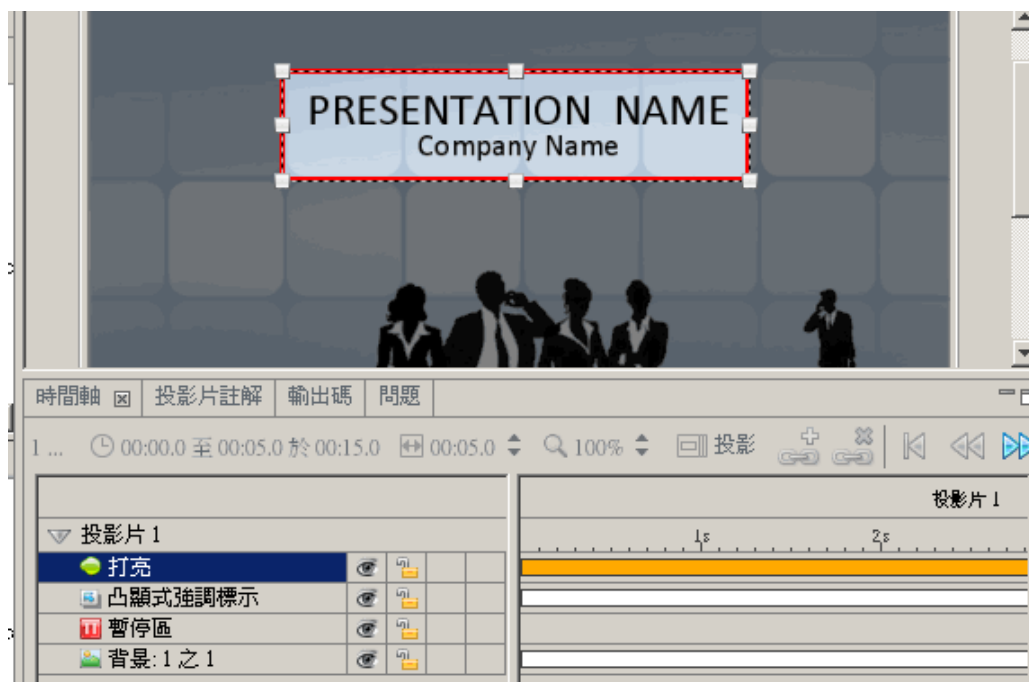 PRESENTATION NAME
Company Name
時間軸 投影片註解 輸出碼 問題
1 ... 00:00.0 至 00:05.0 於 00:15.0 00:05.0 100% 投影
投影片 1
投影片 1 1s 2s
打亮
凸顯式強調標示
暫停區
背景: 1 之 1